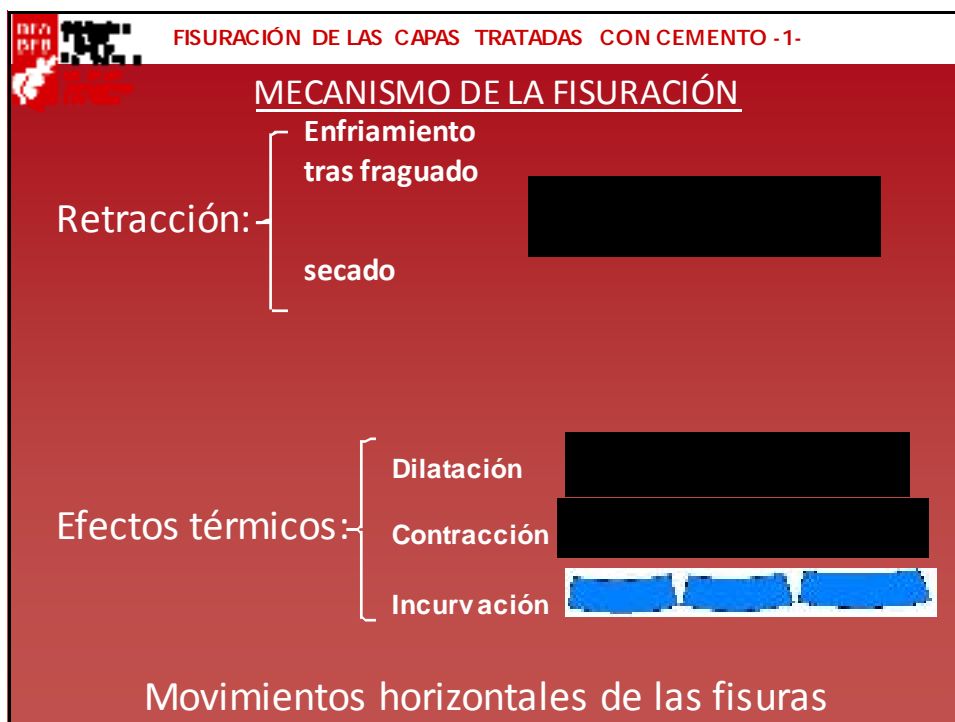 FISURACIÓN DE LAS CAPAS TRATADAS CON CEMENTO -1-
MECANISMO DE LA FISURACIÓN
Enfriamiento
tras fraguado
Retracción:
secado
Dilatación
Efectos térmicos:
Contracción
Incurvación
Movimientos horizontales de las fisuras